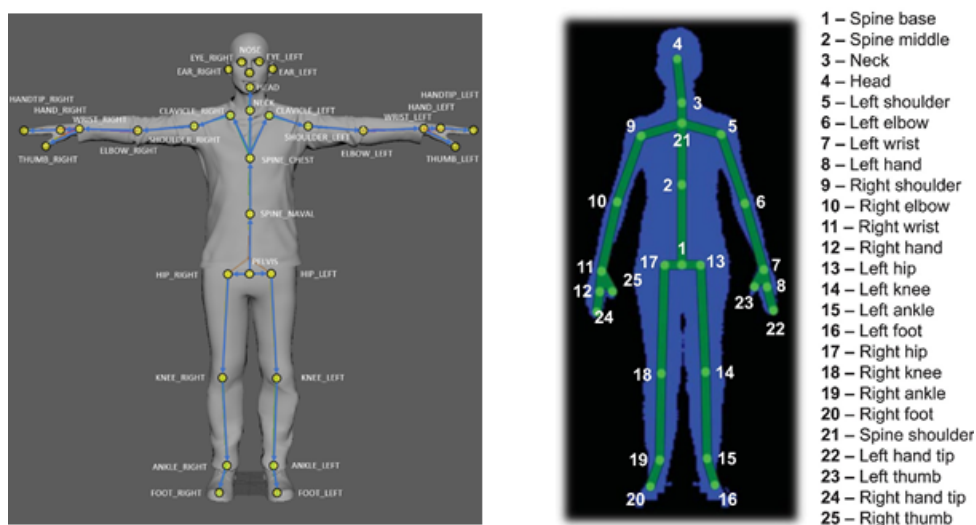 NOSE
EYE_RIGHT
EYE_LEFT
EAR_RIGHT
EAR_LEFT
HEAD
HANDTIP_RIGHT
HANDTIP_LEFT
HAND_RIGHT
HAND_LEFT
WRIST_RIGHT
WRIST_LEFT
CLAVICLE_RIGHT
NECK
CLAVICLE_LEFT
SHOULDER_RIGHT
SHOULDER_LEFT
THUMB_RIGHT
ELBOW_RIGHT
ELBOW_LEFT
THUMB_LEFT
SPINE_CHEST
SPINE_NAVAL
PELVIS
HIP_RIGHT
HIP_LEFT
KNEE_RIGHT
KNEE_LEFT
ANKLE_RIGHT
ANKLE_LEFT
FOOT_RIGHT
FOOT_LEFT
4
3
9
5
21
2
10
6
1
17
13
11
25
7
12
23
8
24
22
18
14
19
15
20
16
1 – Spine base
2 – Spine middle
3 – Neck
4 – Head
5 – Left shoulder
6 – Left elbow
7 – Left wrist
8 – Left hand
9 – Right shoulder
10 – Right elbow
11 – Right wrist
12 – Right hand
13 – Left hip
14 – Left knee
15 – Left ankle
16 – Left foot
17 – Right hip
18 – Right knee
19 – Right ankle
20 – Right foot
21 – Spine shoulder
22 – Left hand tip
23 – Left thumb
24 – Right hand tip
25 – Right thumb